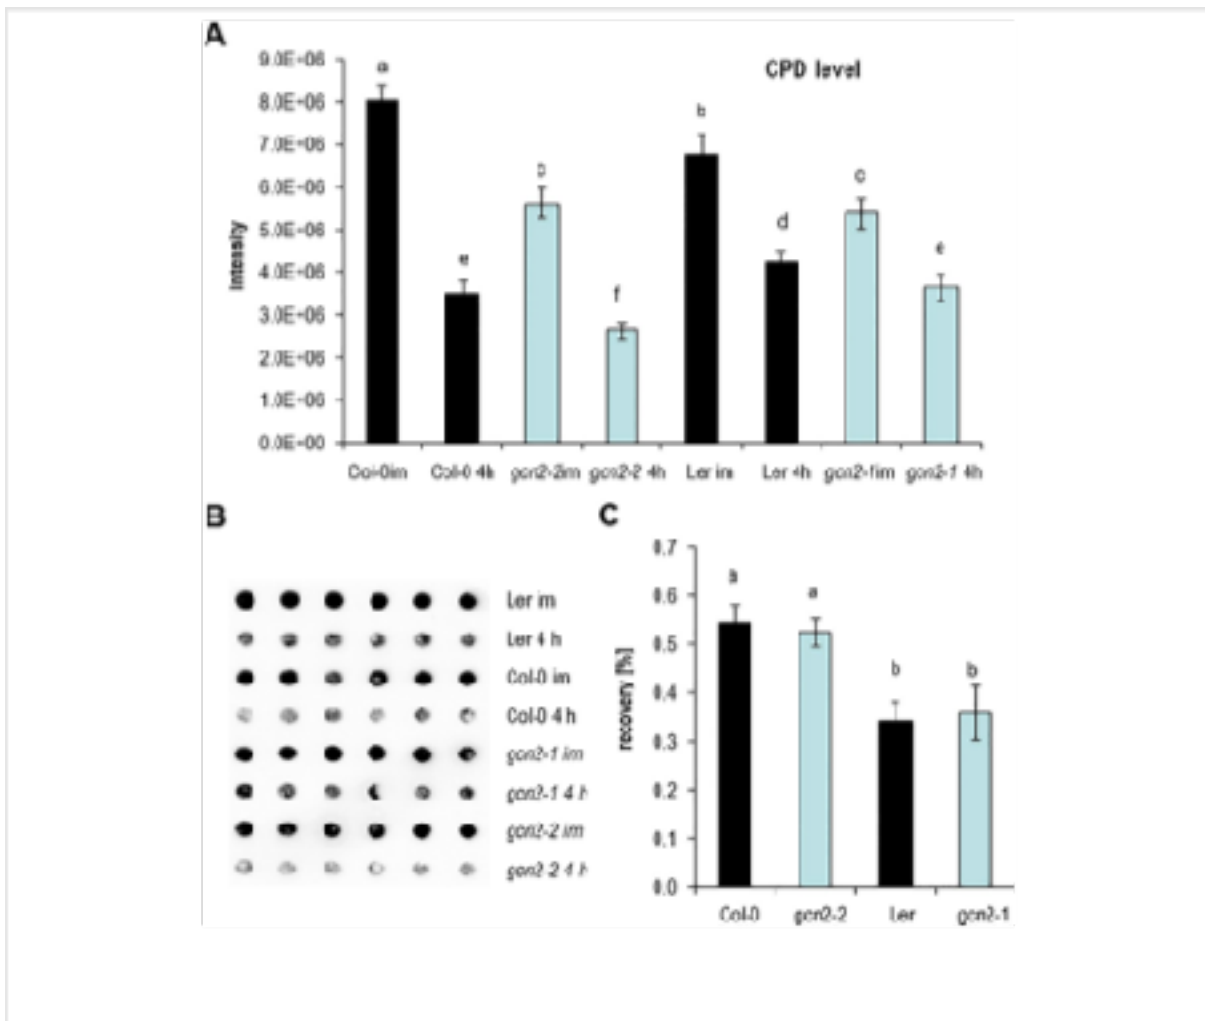 A
CPD level
9.0E+06
8.0E+06
7.0E+06
6.0E+06
5.0E+06
4.0E+06
3.0E+06
2.0E+06
1.0E+06
0.0E+00
Intensity
a
e
b
f
b
d
c
e
Col-0im
Col-0 4h
gcn2-2im
gcn2-2 4h
Ler im
Ler 4h
gcn2-1im
gcn2-1 4h
B
Ler im
Ler 4 h
Col-0 im
Col-0 4 h
gcn2-1 im
gcn2-1 4 h
gcn2-2 im
gcn2-2 4 h
C
0.7
0.6
0.5
0.4
0.3
0.2
0.1
0.0
recovery [%]
a
a
b
b
Col-0
gcn2-2
Ler
gcn2-1